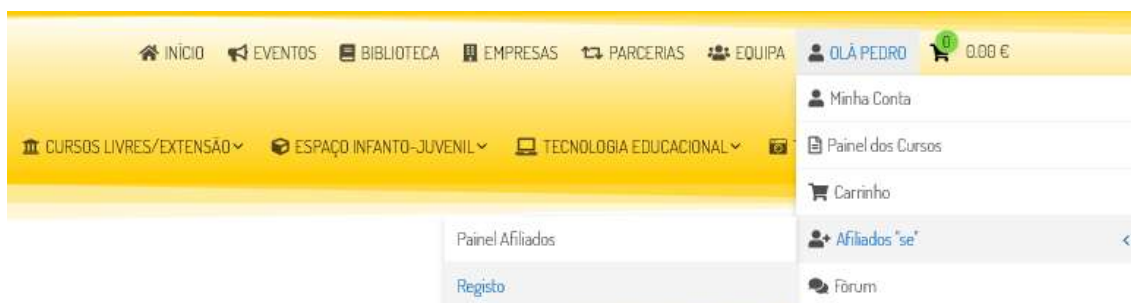 INÍCIO EVENTOS BIBLIOTECA EMPRESAS PARCERIAS EQUIPA OLÁ PEDRO 0 0.00 €
Minha Conta
CURSOS LIVRES/EXTENSÃO ESPAÇO INFANTO-JUVENIL TECNOLOGIA EDUCACIONAL
Painel dos Cursos
Carrinho
Painel Afiliados
Afiliados "se"
Registo
Fórum